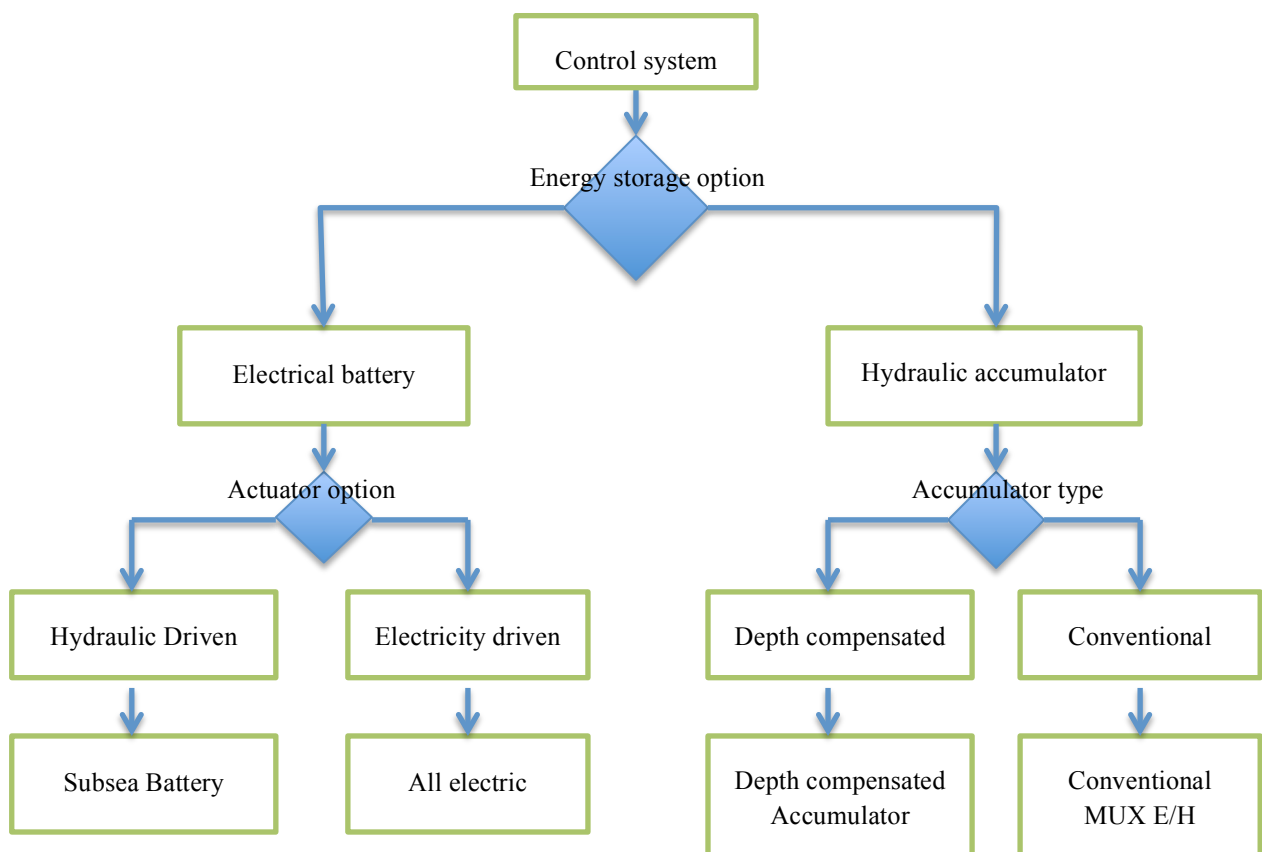 Control system
Energy storage option
Electrical battery
Hydraulic accumulator
Actuator option
Accumulator type
Hydraulic Driven
Electricity driven
Depth compensated
Conventional
Subsea Battery
All electric
Depth compensated
Accumulator
Conventional
MUX E/H